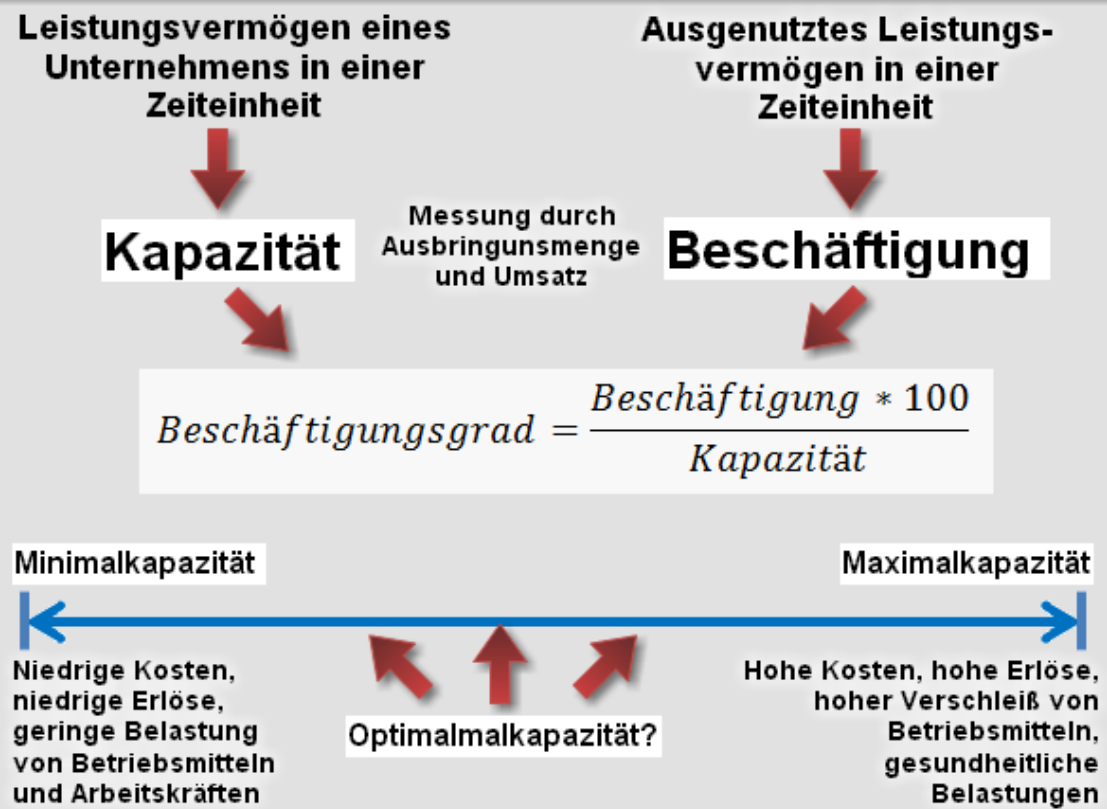 Leistungsvermögen eines
Unternehmens in einer
Zeiteinheit
Ausgenutztes Leistungs-
vermögen in einer
Zeiteinheit
Kapazität
Messung durch
Ausbringunsmenge
und Umsatz
Beschäftigung
Beschäftigungsgrad = Beschäftigung * 100
Kapazität
Minimalkapazität
Maximalkapazität
Niedrige Kosten,
niedrige Erlöse,
geringe Belastung
von Betriebsmitteln
und Arbeitskräften
Optimalmalkapazität?
Hohe Kosten, hohe Erlöse,
hoher Verschleiß von
Betriebsmitteln,
gesundheitliche
Belastungen